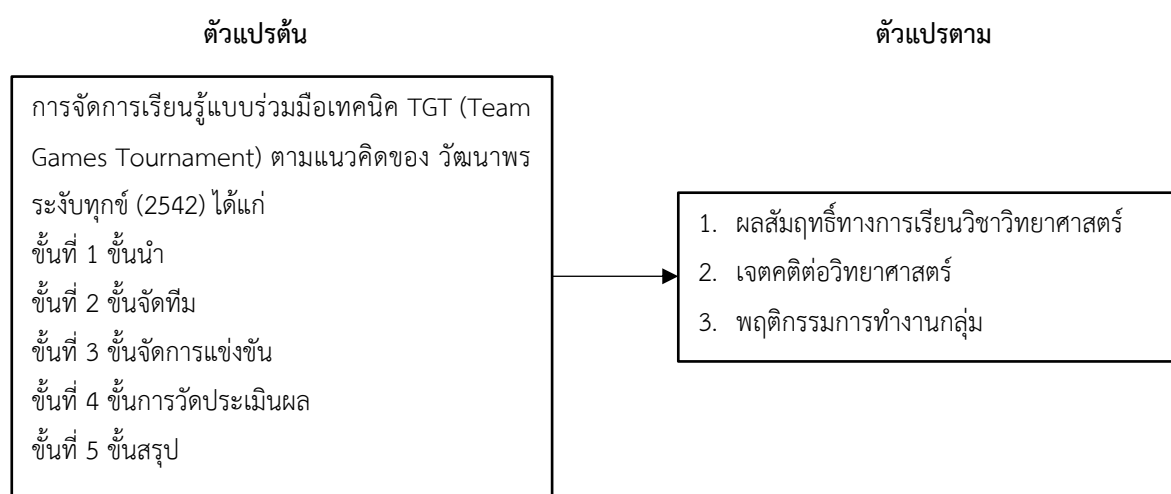 ตัวแปรต้น
ตัวแปรตาม
การจัดการเรียนรู้แบบร่วมมือเทคนิค TGT (Team
Games Tournament) ตามแนวคิดของ วัฒนาพร
ระงับทุกข์ (2542) ได้แก่
ขั้นที่ 1 ขั้นนำ
ขั้นที่ 2 ขั้นจัดทีม
ขั้นที่ 3 ขั้นจัดการแข่งขัน
ขั้นที่ 4 ขั้นการวัดประเมินผล
ขั้นที่ 5 ขั้นสรุป
1. ผลสัมฤทธิ์ทางการเรียนวิชาวิทยาศาสตร์
2. เจตคติต่อวิทยาศาสตร์
3. พฤติกรรมการทำงานกลุ่ม